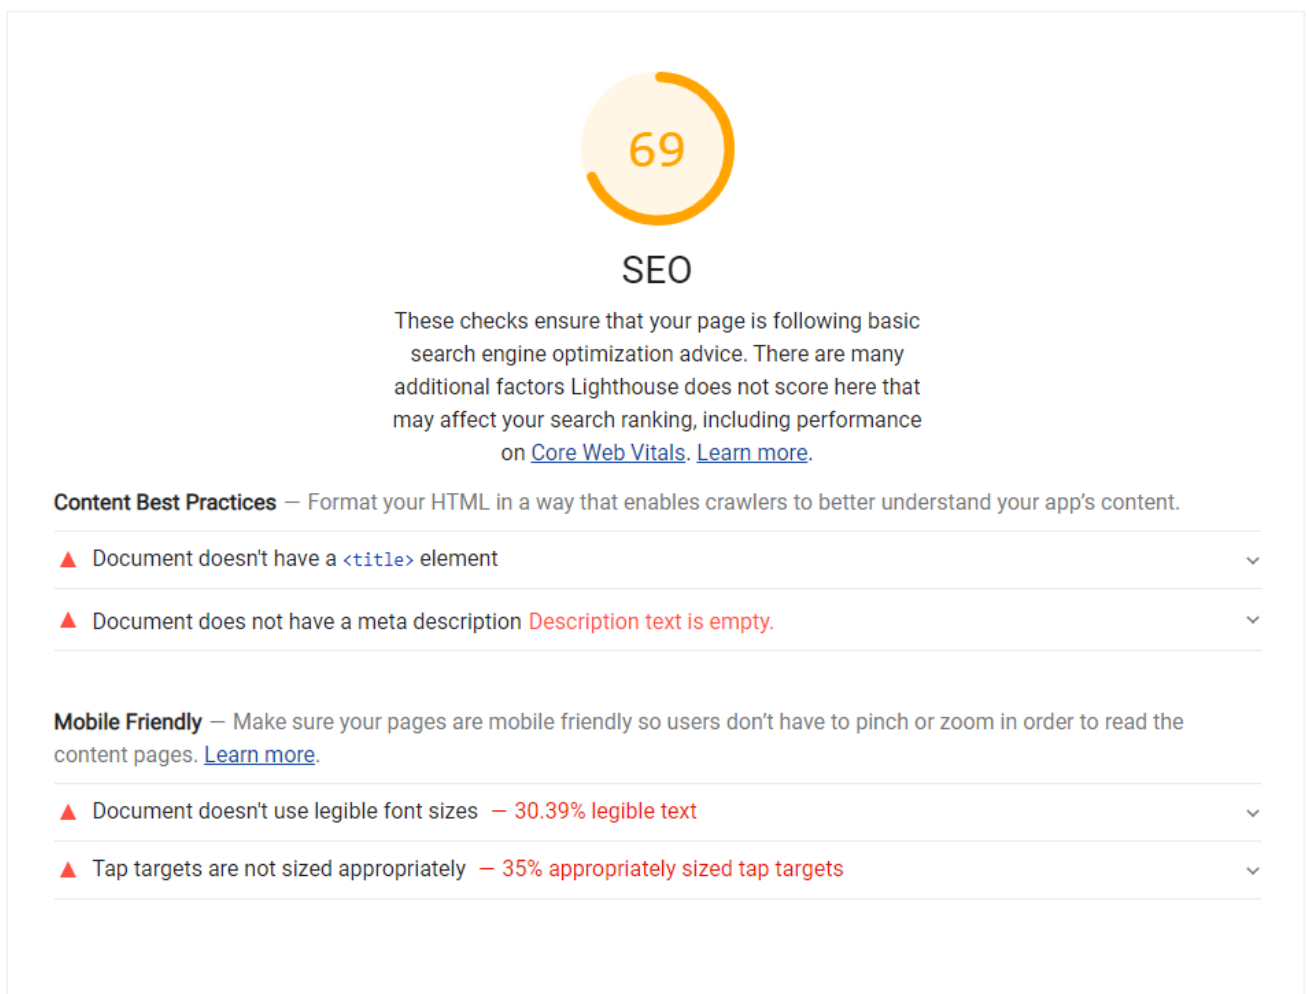 69
SEO
These checks ensure that your page is following basic
search engine optimization advice. There are many
additional factors Lighthouse does not score here that
may affect your search ranking, including performance
on Core Web Vitals. Learn more.
Content Best Practices — Format your HTML in a way that enables crawlers to better understand your app's content.
Document doesn't have a <title> element
Document does not have a meta description Description text is empty.
Mobile Friendly — Make sure your pages are mobile friendly so users don’t have to pinch or zoom in order to read the
content pages. Learn more.
Document doesn't use legible font sizes — 30.39% legible text
Tap targets are not sized appropriately — 35% appropriately sized tap targets